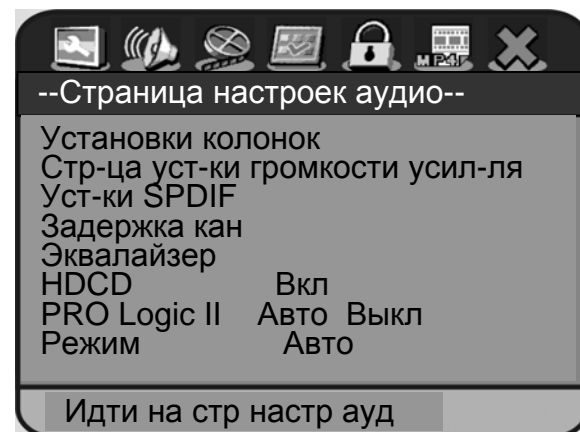 MP4
--Страница настроек аудио--
Установки колонок
Стр-ца уст-ки громкости усил-ля
Уст-ки SPDIF
Задержка кан
Эквалайзер
HDCD Вкл
PRO Logic II Авто Выкл
Режим Авто
Идти на стр настр ауд